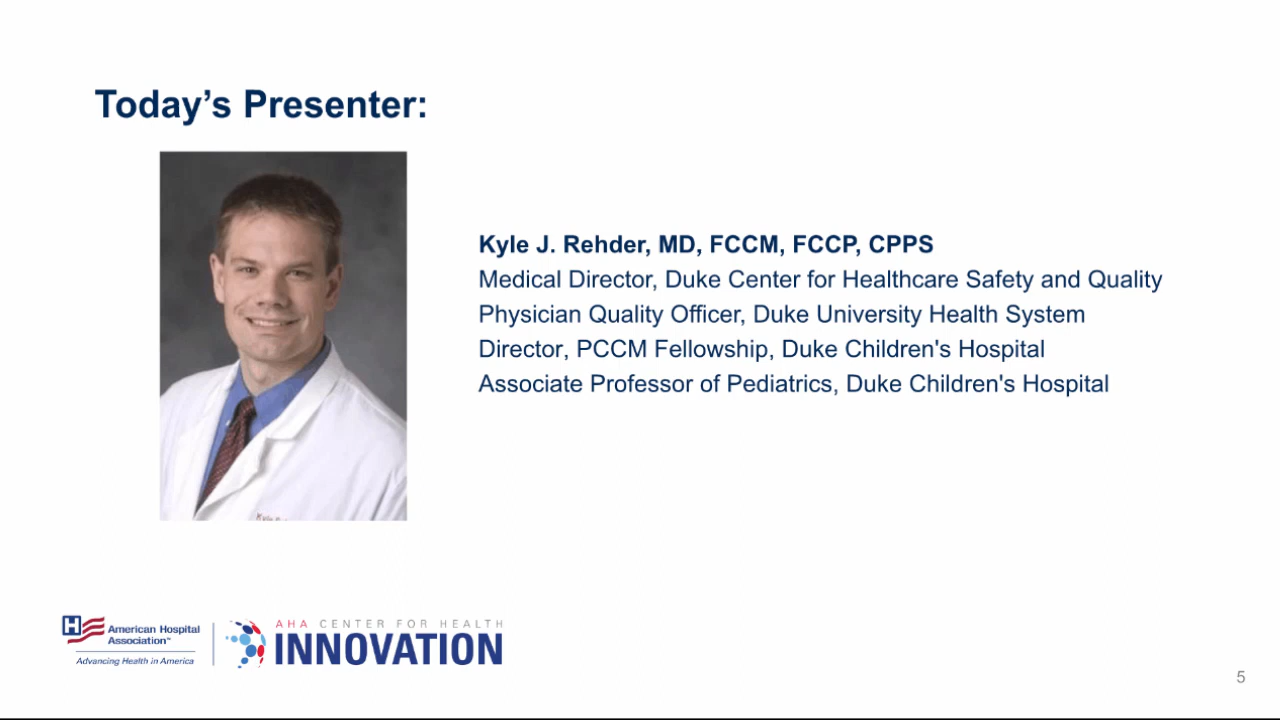 Today’s Presenter:
Kyle J. Rehder, MD, FCCM, FCCP, CPPS
Medical Director, Duke Center for Healthcare Safety and Quality
Physician Quality Officer, Duke University Health System
Director, PCCM Fellowship, Duke Children's Hospital
Associate Professor of Pediatrics, Duke Children's Hospital
H American Hospital
Association™
Advancing Health in America
AHA CENTER FOR HEALTH
INNOVATION
5